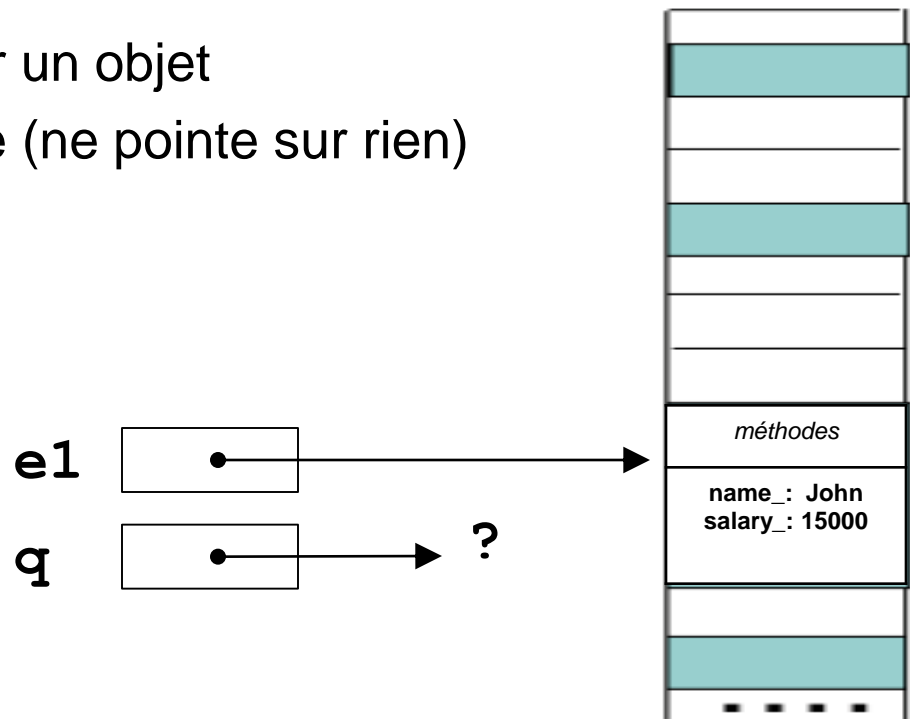 r un objet
e (ne pointe sur rien)
méthodes
e1
name_: John
salary_: 15000
q
?